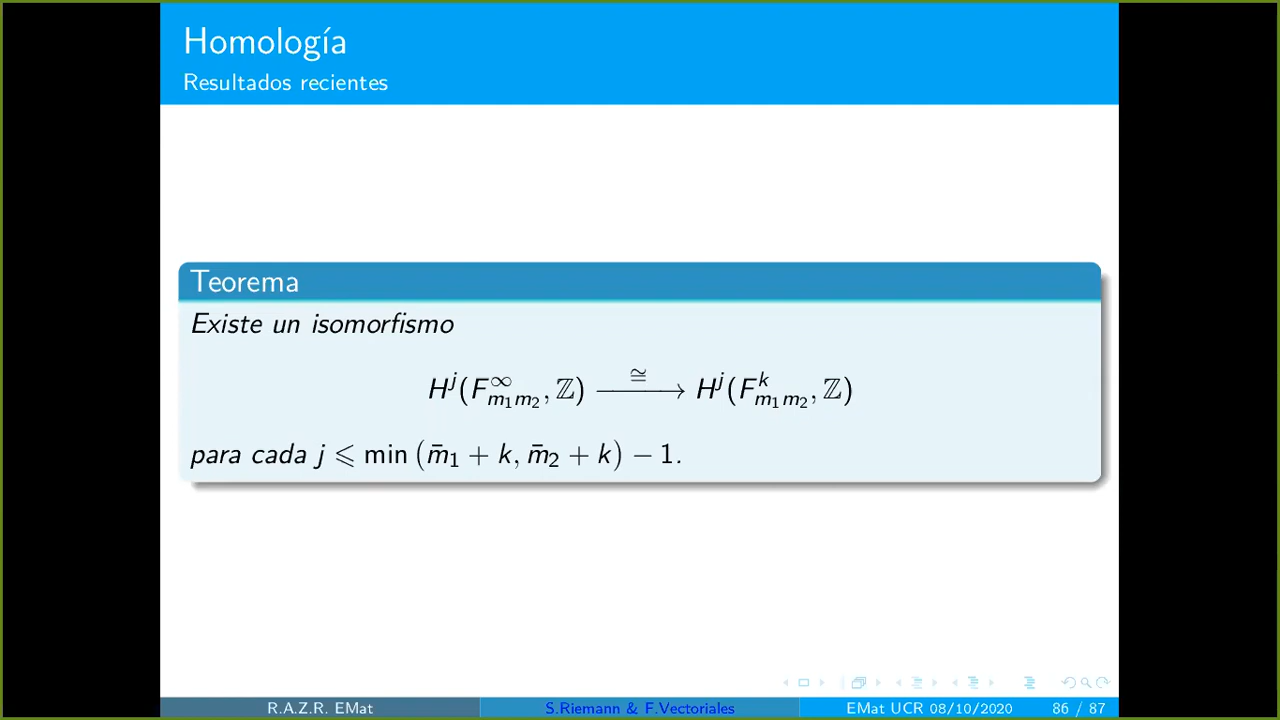 Homología
Resultados recientes
Teorema
Existe un isomorfismo
H^j(F^∞_{m₁m₂}, ℤ) ≅⟶ H^j(F^k_{m₁m₂}, ℤ)
para cada j ⩽ min (m̄₁ + k, m̄₂ + k) − 1.
R.A.Z.R. EMat S.Riemann & F.Vectoriales EMat UCR 08/10/2020 86 / 87